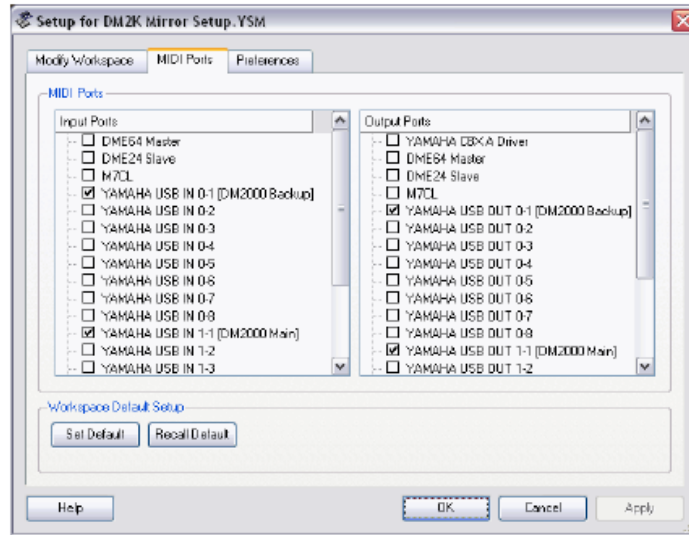 Setup for DM2K Mirror Setup.YSM
Modify Workspace
MIDI Ports
Preferences
MIDI Ports
Input Ports
DME64 Master
DME24 Slave
M7CL
YAMAHA USB IN 0-1 [DM2000 Backup]
YAMAHA USB IN 0-2
YAMAHA USB IN 0-3
YAMAHA USB IN 0-4
YAMAHA USB IN 0-5
YAMAHA USB IN 0-6
YAMAHA USB IN 0-7
YAMAHA USB IN 0-8
YAMAHA USB IN 1-1 [DM2000 Main]
YAMAHA USB IN 1-2
YAMAHA USB IN 1-3
Output Ports
YAMAHA CBX A Driver
DME64 Master
DME24 Slave
M7CL
YAMAHA USB OUT 0-1 [DM2000 Backup]
YAMAHA USB OUT 0-2
YAMAHA USB OUT 0-3
YAMAHA USB OUT 0-4
YAMAHA USB OUT 0-5
YAMAHA USB OUT 0-6
YAMAHA USB OUT 0-7
YAMAHA USB OUT 0-8
YAMAHA USB OUT 1-1 [DM2000 Main]
YAMAHA USB OUT 1-2
Workspace Default Setup
Set Default
Recall Default
Help
OK
Cancel
Apply